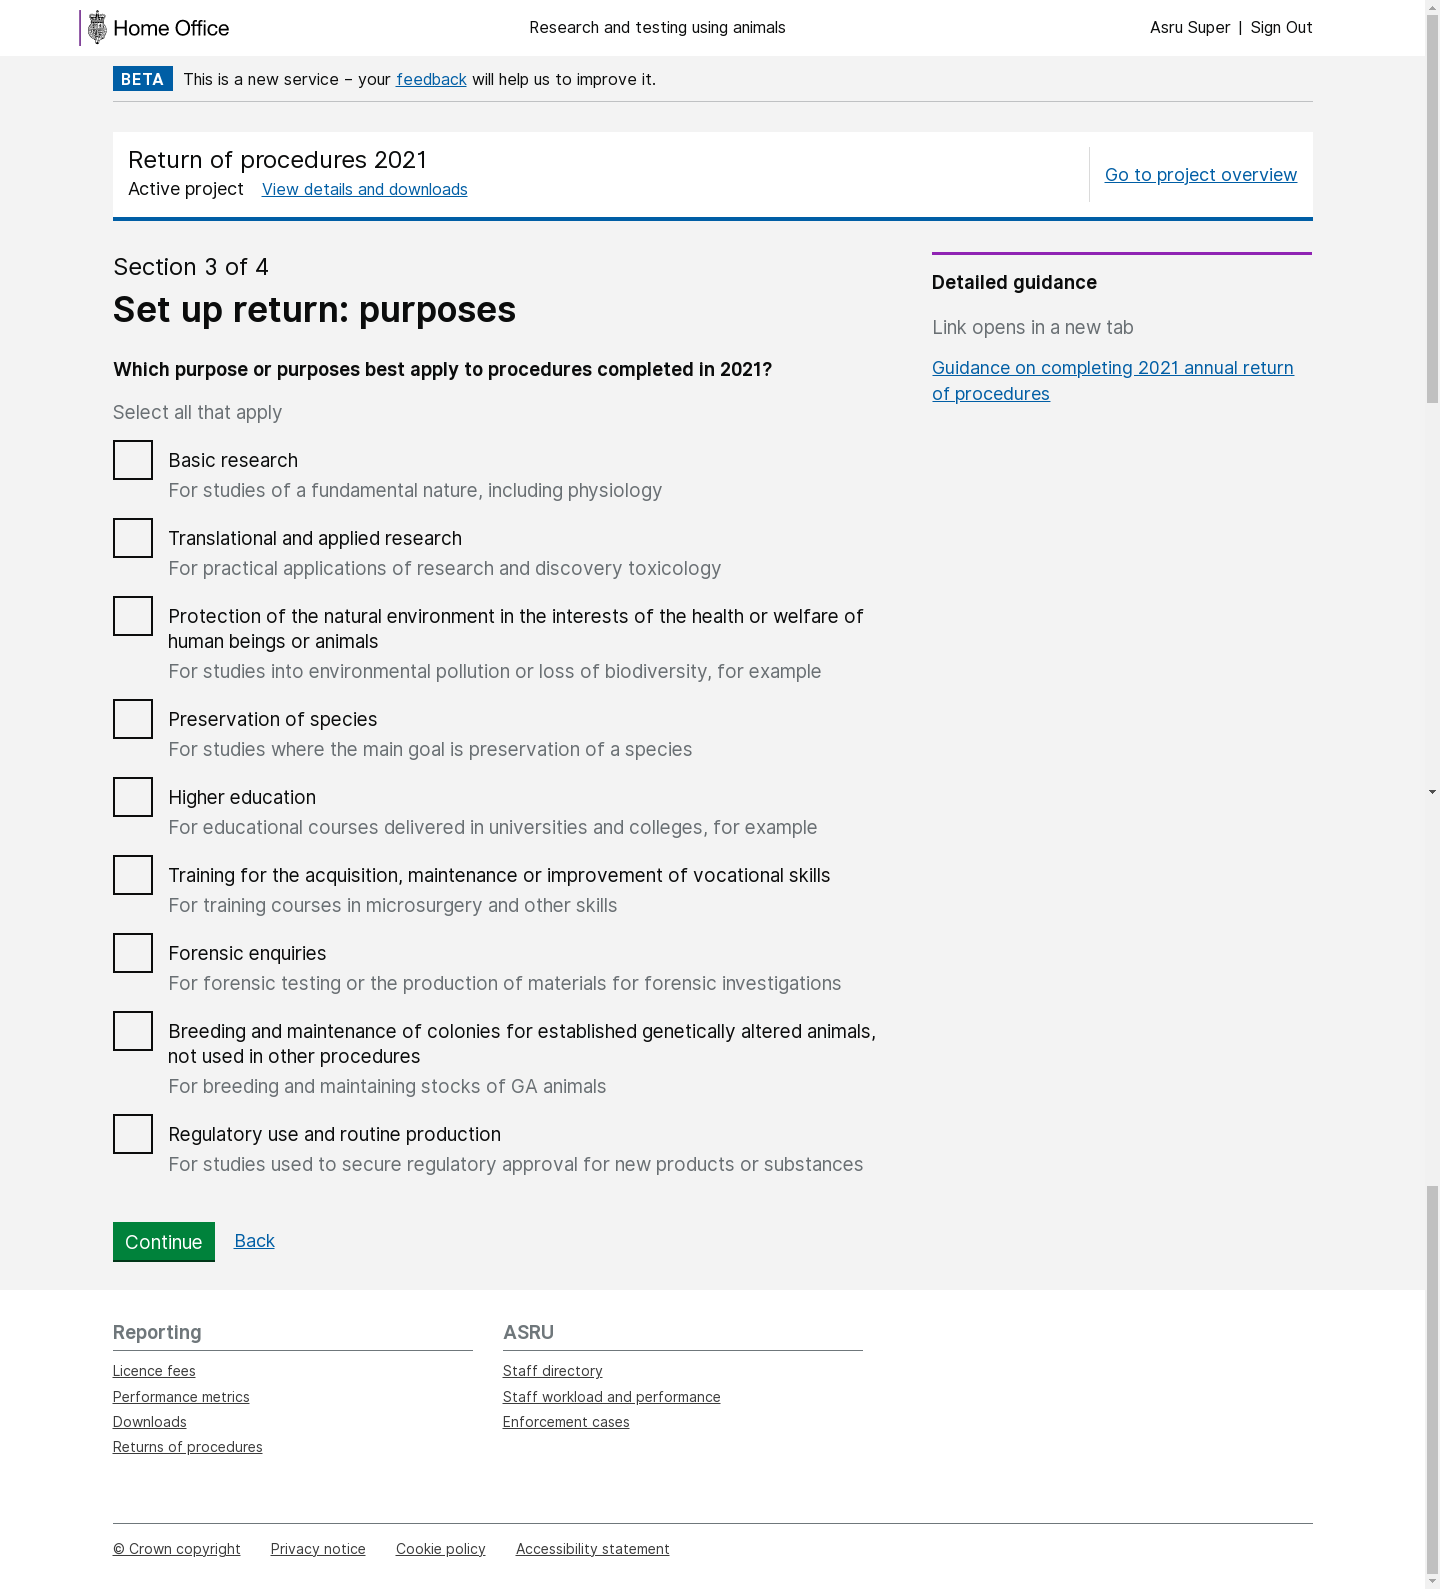 Home Office
Research and testing using animals
Asru Super | Sign Out
BETA This is a new service – your feedback will help us to improve it.
Return of procedures 2021
Active project View details and downloads
Go to project overview
Section 3 of 4
Set up return: purposes
Which purpose or purposes best apply to procedures completed in 2021?
Select all that apply
Basic research
For studies of a fundamental nature, including physiology
Translational and applied research
For practical applications of research and discovery toxicology
Protection of the natural environment in the interests of the health or welfare of
human beings or animals
For studies into environmental pollution or loss of biodiversity, for example
Preservation of species
For studies where the main goal is preservation of a species
Higher education
For educational courses delivered in universities and colleges, for example
Training for the acquisition, maintenance or improvement of vocational skills
For training courses in microsurgery and other skills
Forensic enquiries
For forensic testing or the production of materials for forensic investigations
Breeding and maintenance of colonies for established genetically altered animals,
not used in other procedures
For breeding and maintaining stocks of GA animals
Regulatory use and routine production
For studies used to secure regulatory approval for new products or substances
Continue Back
Detailed guidance
Link opens in a new tab
Guidance on completing 2021 annual return
of procedures
Reporting
Licence fees
Performance metrics
Downloads
Returns of procedures
ASRU
Staff directory
Staff workload and performance
Enforcement cases
© Crown copyright Privacy notice Cookie policy Accessibility statement